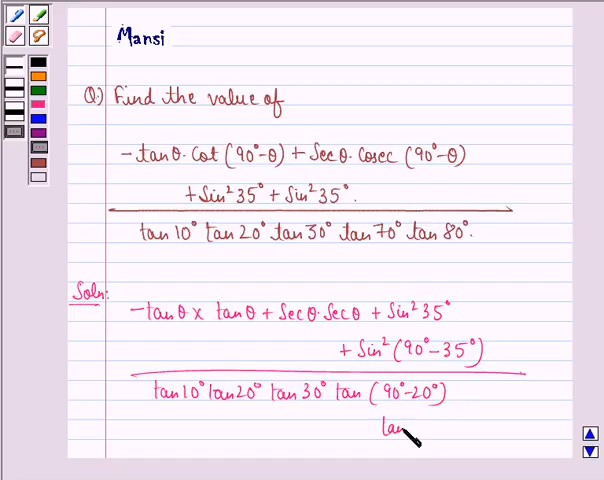 Mansi
Q.) Find the value of
-tanθ.cot (90°-θ) + Secθ.Cosec (90°-θ)
+Sin²35° + Sin²35°.
tan10° tan20° tan30° tan70° tan80°.
Soln:
-tanθ x tanθ + Secθ.Secθ + Sin²35°
+ Sin² (90°-35°)
tan10° tan20° tan30° tan (90°-20°)
tan